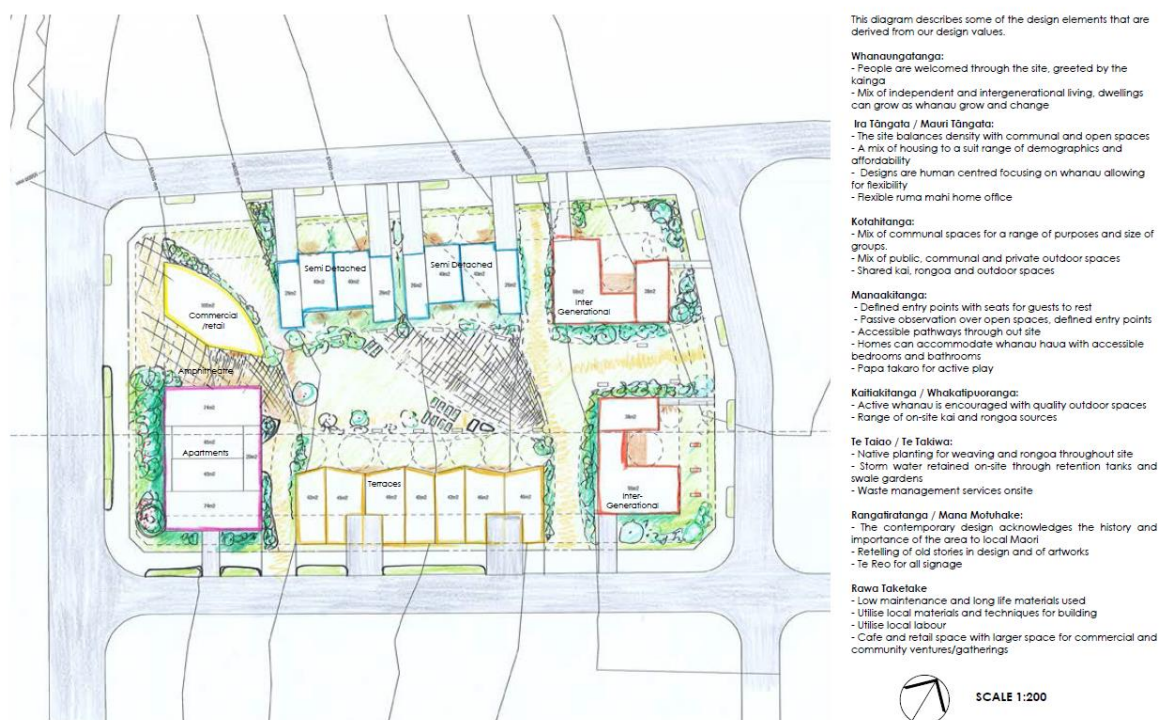 This diagram describes some of the design elements that are
derived from our design values.
Whanaungatanga:
- People are welcomed through the site, greeted by the
kainga
- Mix of independent and intergenerational living, dwellings
can grow as whanau grow and change
Ira Tāngata / Mauri Tāngata:
- The site balances density with communal and open spaces
- A mix of housing to a suit range of demographics and
affordability
- Designs are human centred focusing on whanau allowing
for flexibility
- Flexible ruma mahi home office
Kotahitanga:
- Mix of communal spaces for a range of purposes and size of
groups.
- Mix of public, communal and private outdoor spaces
- Shared kai, rongoa and outdoor spaces
Manaakitanga:
- Defined entry points with seats for guests to rest
- Passive observation over open spaces, defined entry points
- Accessible pathways through out site
- Homes can accommodate whanau haua with accessible
bedrooms and bathrooms
- Papa takaro for active play
Kaitiakitanga / Whakatipuoranga:
- Active whanau is encouraged with quality outdoor spaces
- Range of on-site kai and rongoa sources
Te Taiao / Te Takiwa:
- Native planting for weaving and rongoa throughout site
- Storm water retained on-site through retention tanks and
swale gardens
- Waste management services onsite
Rangatiratanga / Mana Motuhake:
- The contemporary design acknowledges the history and
importance of the area to local Maori
- Retelling of old stories in design and of artworks
- Te Reo for all signage
Rawa Taketake
- Low maintenance and long life materials used
- Utilise local materials and techniques for building
- Utilise local labour
- Cafe and retail space with larger space for commercial and
community ventures/gatherings
SCALE 1:200
Semi Detached
Semi Detached
Commercial
/retail
Inter
Generational
Amphitheatre
Apartments
Terraces
Inter-
Generational